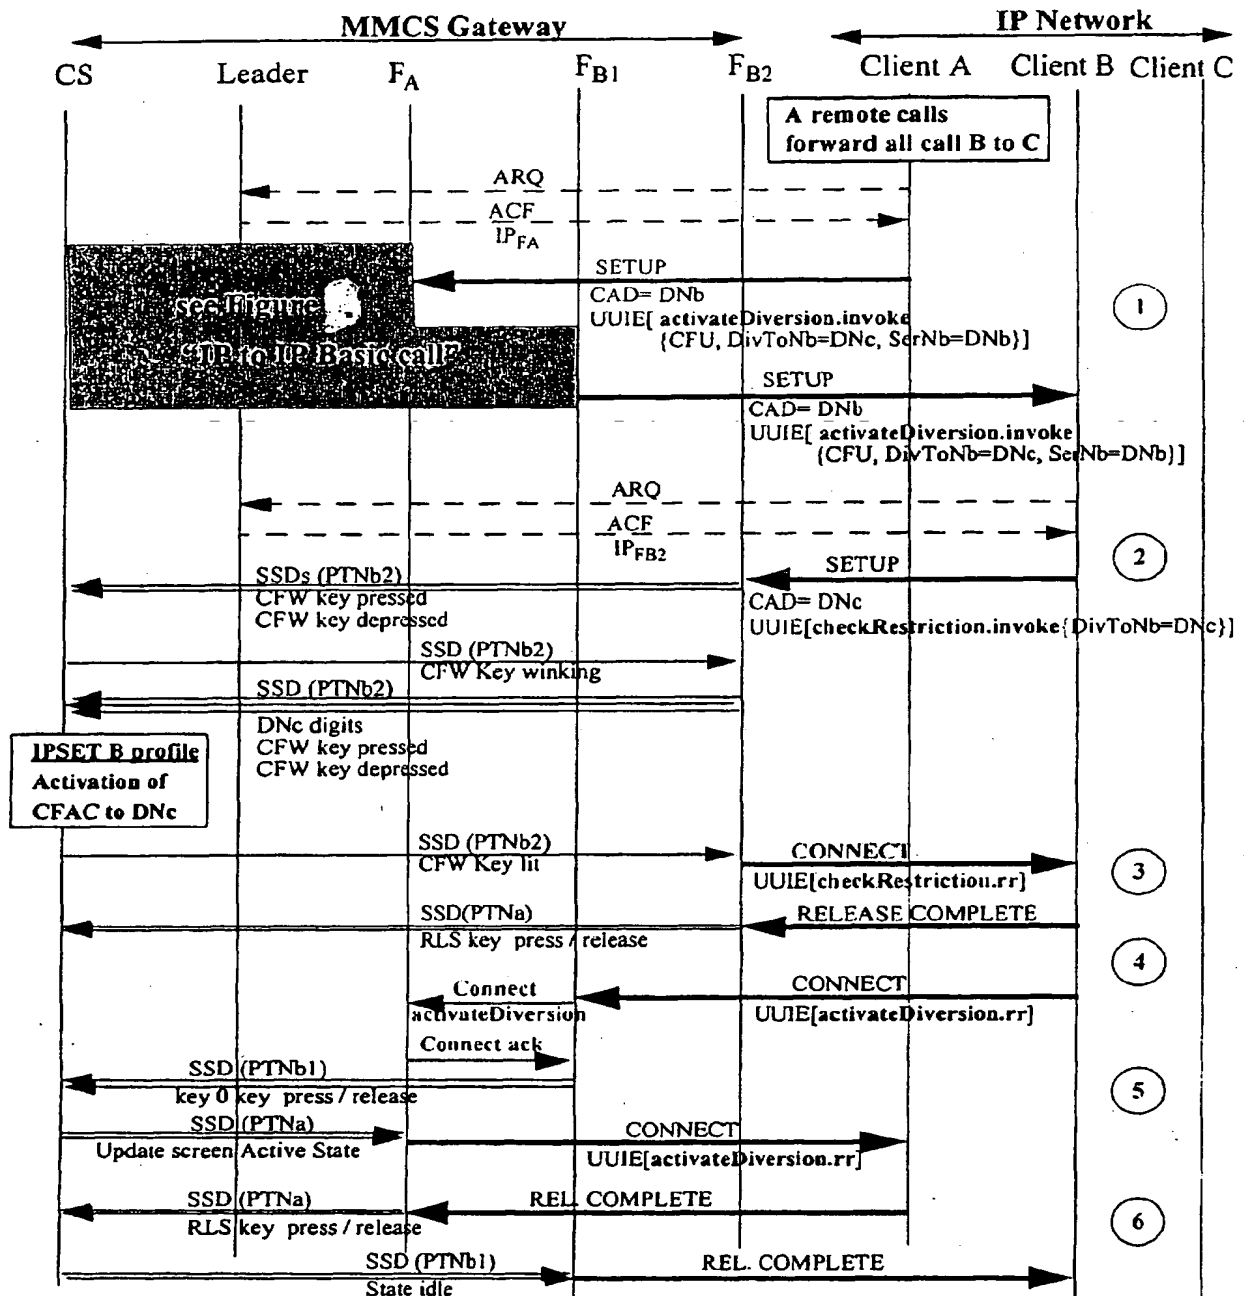 MMCS Gateway
IP Network
CS
Leader
FA
FB1
FB2
Client A
Client B
Client C
A remote calls
forward all call B to C
ARQ
ACF
IPFA
see Figure
"IP to IP Basic call"
SETUP
CAD= DNb
UUIE[ activateDiversion.invoke
{CFU, DivToNb=DNc, SerNb=DNb}]
1
SETUP
CAD= DNb
UUIE[ activateDiversion.invoke
{CFU, DivToNb=DNc, SerNb=DNb}]
ARQ
ACF
IPFB2
2
SETUP
CAD= DNc
UUIE[checkRestriction.invoke{DivToNb=DNc}]
SSDs (PTNb2)
CFW key pressed
CFW key depressed
SSD (PTNb2)
CFW Key winking
SSD (PTNb2)
DNc digits
CFW key pressed
CFW key depressed
IPSET B profile
Activation of
CFAC to DNc
SSD (PTNb2)
CFW Key lit
CONNECT
UUIE[checkRestriction.rr]
3
SSD(PTNa)
RLS key press / release
RELEASE COMPLETE
4
Connect
activateDiversion
CONNECT
UUIE[activateDiversion.rr]
Connect ack
SSD (PTNb1)
key 0 key press / release
5
SSD (PTNa)
Update screen Active State
CONNECT
UUIE[activateDiversion.rr]
SSD (PTNa)
RLS key press / release
REL. COMPLETE
6
SSD (PTNb1)
State idle
REL. COMPLETE